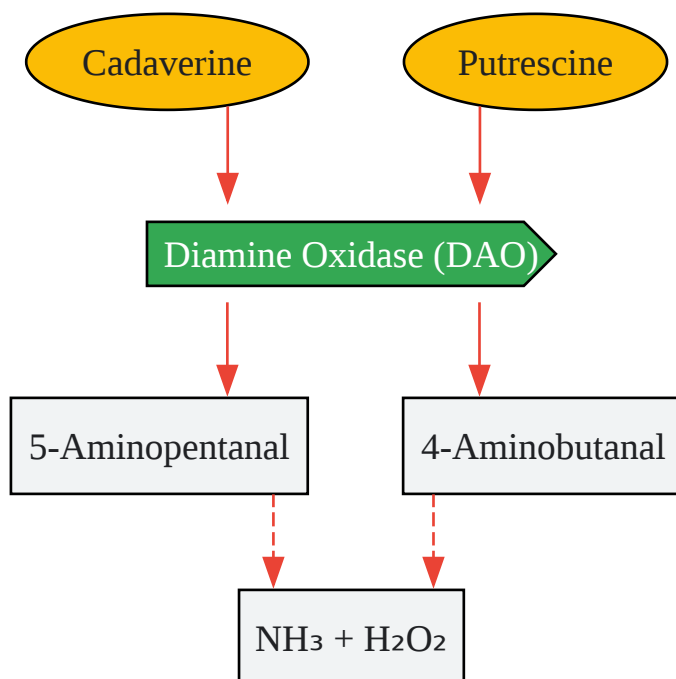 Cadaverine
Putrescine
Diamine Oxidase (DAO)
5-Aminopentanal
4-Aminobutanal
NH₃ + H₂O₂